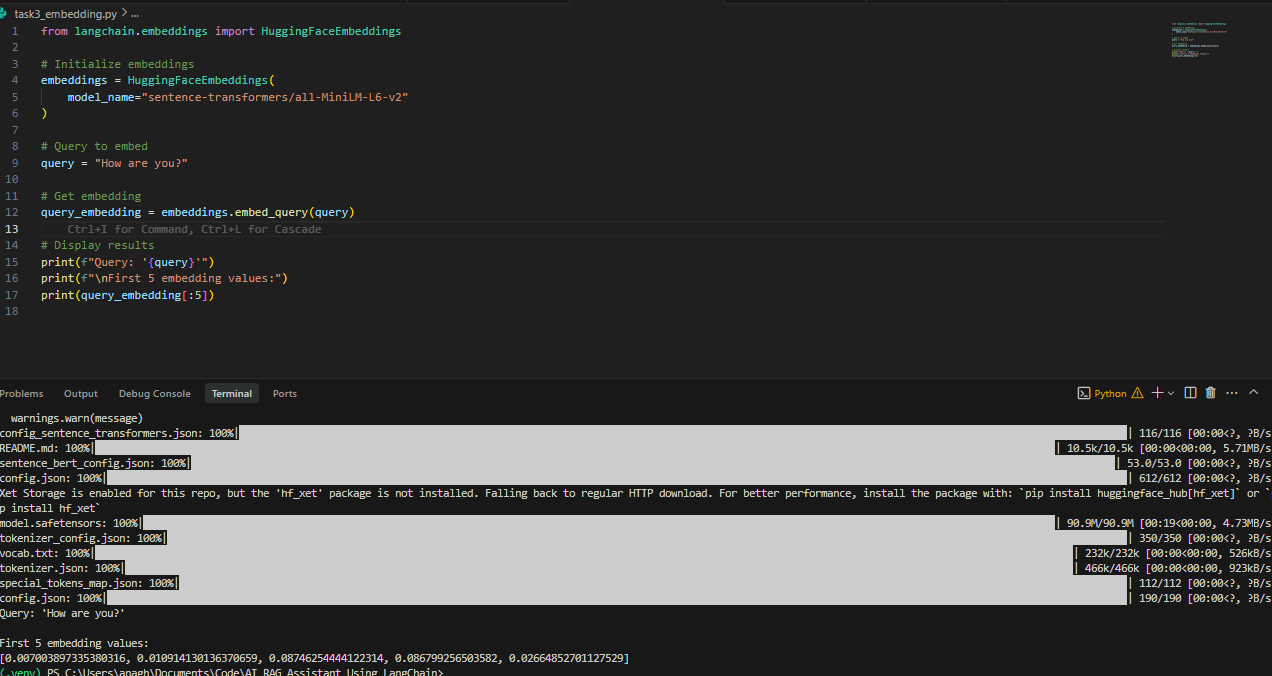 task3_embedding.py > ...
1 from langchain.embeddings import HuggingFaceEmbeddings
2
3 # Initialize embeddings
4 embeddings = HuggingFaceEmbeddings(
5     model_name="sentence-transformers/all-MiniLM-L6-v2"
6 )
7
8 # Query to embed
9 query = "How are you?"
10
11 # Get embedding
12 query_embedding = embeddings.embed_query(query)
13     Ctrl+I for Command, Ctrl+L for Cascade
14 # Display results
15 print(f"Query: '{query}'")
16 print(f"\nFirst 5 embedding values:")
17 print(query_embedding[:5])
18
Problems Output Debug Console Terminal Ports Python
warnings.warn(message)
config_sentence_transformers.json: 100%| | 116/116 [00:00<?, ?B/s
README.md: 100%| | 10.5k/10.5k [00:00<00:00, 5.71MB/s
sentence_bert_config.json: 100%| | 53.0/53.0 [00:00<?, ?B/s
config.json: 100%| | 612/612 [00:00<?, ?B/s
Xet Storage is enabled for this repo, but the 'hf_xet' package is not installed. Falling back to regular HTTP download. For better performance, install the package with: `pip install huggingface_hub[hf_xet]` or `
p install hf_xet`
model.safetensors: 100%| | 90.9M/90.9M [00:19<00:00, 4.73MB/s
tokenizer_config.json: 100%| | 350/350 [00:00<?, ?B/s
vocab.txt: 100%| | 232k/232k [00:00<00:00, 526kB/s
tokenizer.json: 100%| | 466k/466k [00:00<00:00, 923kB/s
special_tokens_map.json: 100%| | 112/112 [00:00<?, ?B/s
config.json: 100%| | 190/190 [00:00<?, ?B/s
Query: 'How are you?'
First 5 embedding values:
[0.007003897335380316, 0.010914130136370659, 0.08746254444122314, 0.086799256503582, 0.02664852701127529]
(.venv) PS C:\Users\anagh\Documents\Code\AI RAG Assistant Using LangChain>